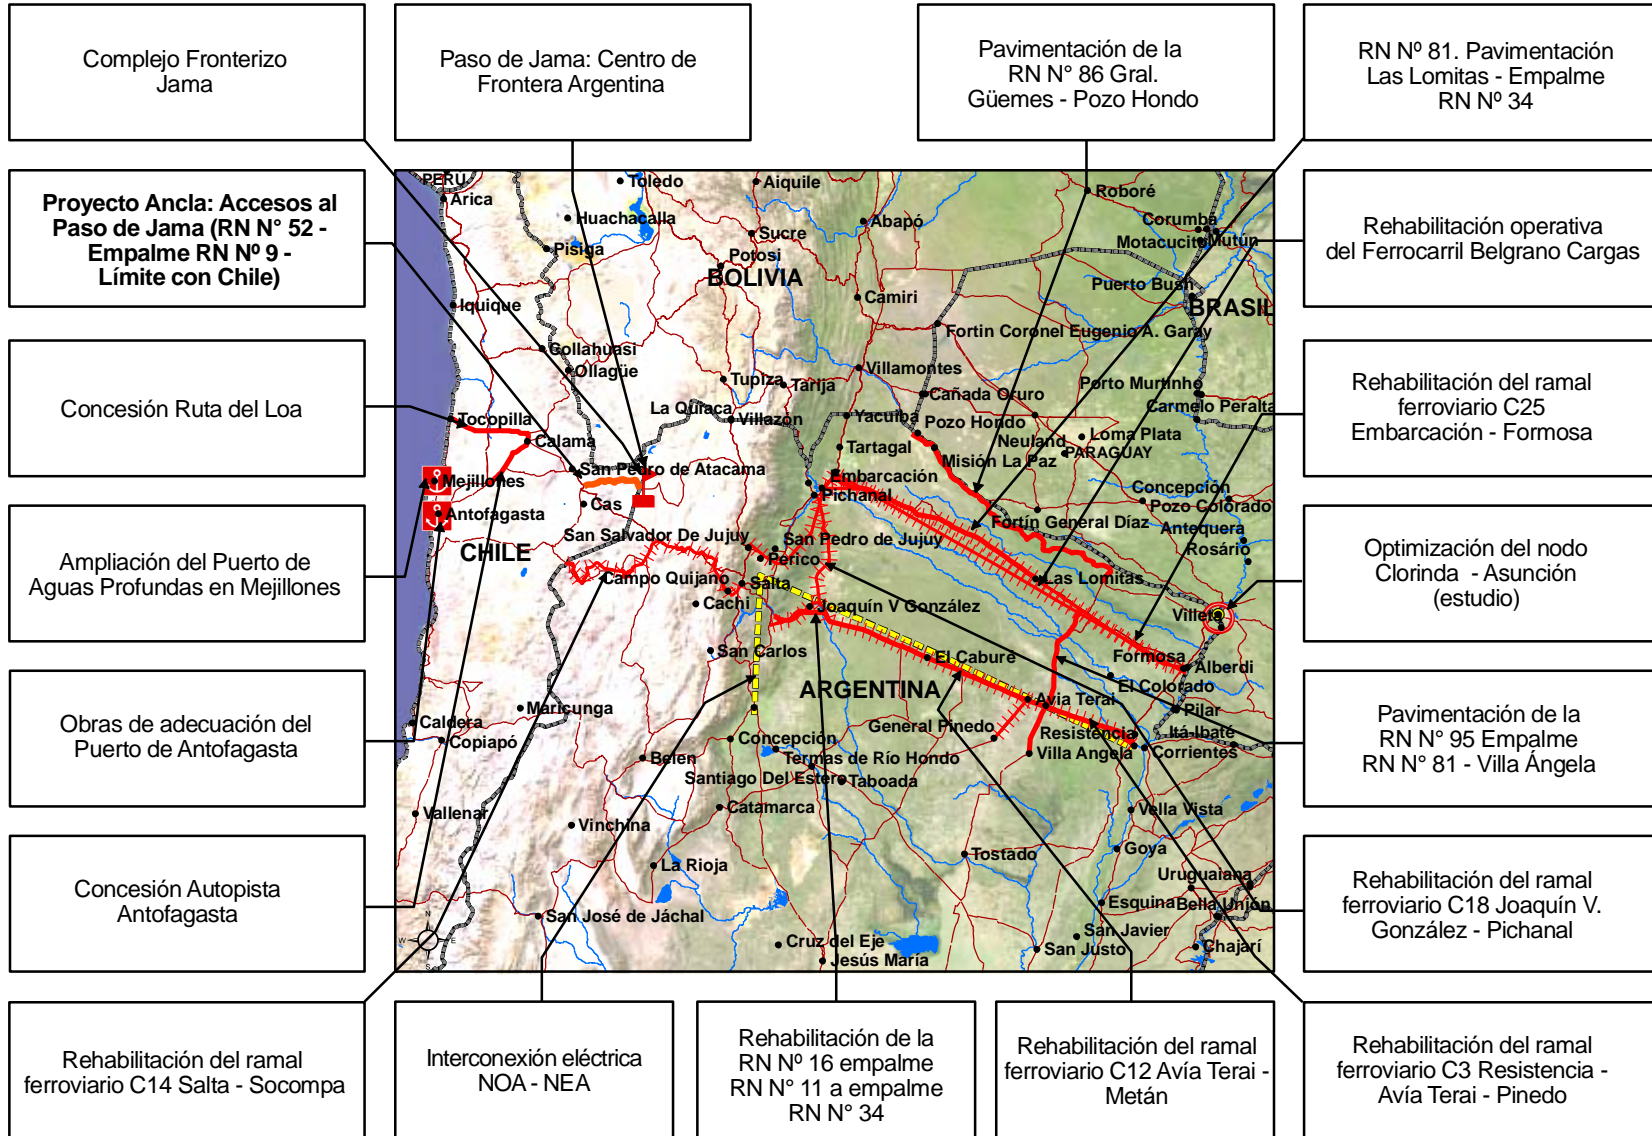 Complejo Fronterizo
Jama
Paso de Jama: Centro de
Frontera Argentina
Pavimentación de la
RN N° 86 Gral.
Güemes - Pozo Hondo
RN Nº 81. Pavimentación
Las Lomitas - Empalme
RN Nº 34
Proyecto Ancla: Accesos al
Paso de Jama (RN N° 52 -
Empalme RN Nº 9 -
Límite con Chile)
Concesión Ruta del Loa
Ampliación del Puerto de
Aguas Profundas en Mejillones
Obras de adecuación del
Puerto de Antofagasta
Concesión Autopista
Antofagasta
PERU
Arica
Toledo
Aiquile
Roboré
Huachacalla
Abapó
Corumba
Sucre
Motacucito
Mutún
Pisiga
Potosi
BOLIVIA
Puerto Bush
Camiri
Iquique
BRASIL
Fortin Coronel Eugenio A. Garay
Collahuasi
Ollagüe
Villamontes
Tupiza
Tarija
Cañada Oruro
Porto Murtinho
La Quiaca
Carmelo Peralta
Tocopilla
Villazón
Yacuiba
Pozo Hondo
Calama
Neuland
Loma Plata
Tartagal
Misión La Paz
PARAGUAY
San Pedro de Atacama
Embarcación
Mejillones
Concepción
Pichanal
Cas
Pozo Colorado
Antofagasta
Fortín General Díaz
Antequera
San Salvador De Jujuy
San Pedro de Jujuy
Rosário
CHILE
Perico
Campo Quijano
Salta
Las Lomitas
Cachi
Joaquín V González
Villeta
San Carlos
El Caburé
Formosa
Alberdi
ARGENTINA
El Colorado
Avia Terai
Maricunga
Pilar
Caldera
General Pinedo
Resistencia
Itá-Ibaté
Copiapó
Concepción
Villa Angela
Corrientes
Belén
Termas de Río Hondo
Santiago Del Estero
Taboada
Catamarca
Vella Vista
Vallenar
Vinchina
Goya
Tostado
La Rioja
Uruguaiana
Esquina
Bella Unión
San José de Jáchal
San Javier
Cruz del Eje
San Justo
Chajarí
Jesús María
N
W
E
S
Rehabilitación operativa
del Ferrocarril Belgrano Cargas
Rehabilitación del ramal
ferroviario C25
Embarcación - Formosa
Optimización del nodo
Clorinda - Asunción
(estudio)
Pavimentación de la
RN N° 95 Empalme
RN N° 81 - Villa Ángela
Rehabilitación del ramal
ferroviario C18 Joaquín V.
González - Pichanal
Rehabilitación del ramal
ferroviario C14 Salta - Socompa
Interconexión eléctrica
NOA - NEA
Rehabilitación de la
RN Nº 16 empalme
RN N° 11 a empalme
RN N° 34
Rehabilitación del ramal
ferroviario C12 Avía Terai -
Metán
Rehabilitación del ramal
ferroviario C3 Resistencia -
Avía Terai - Pinedo